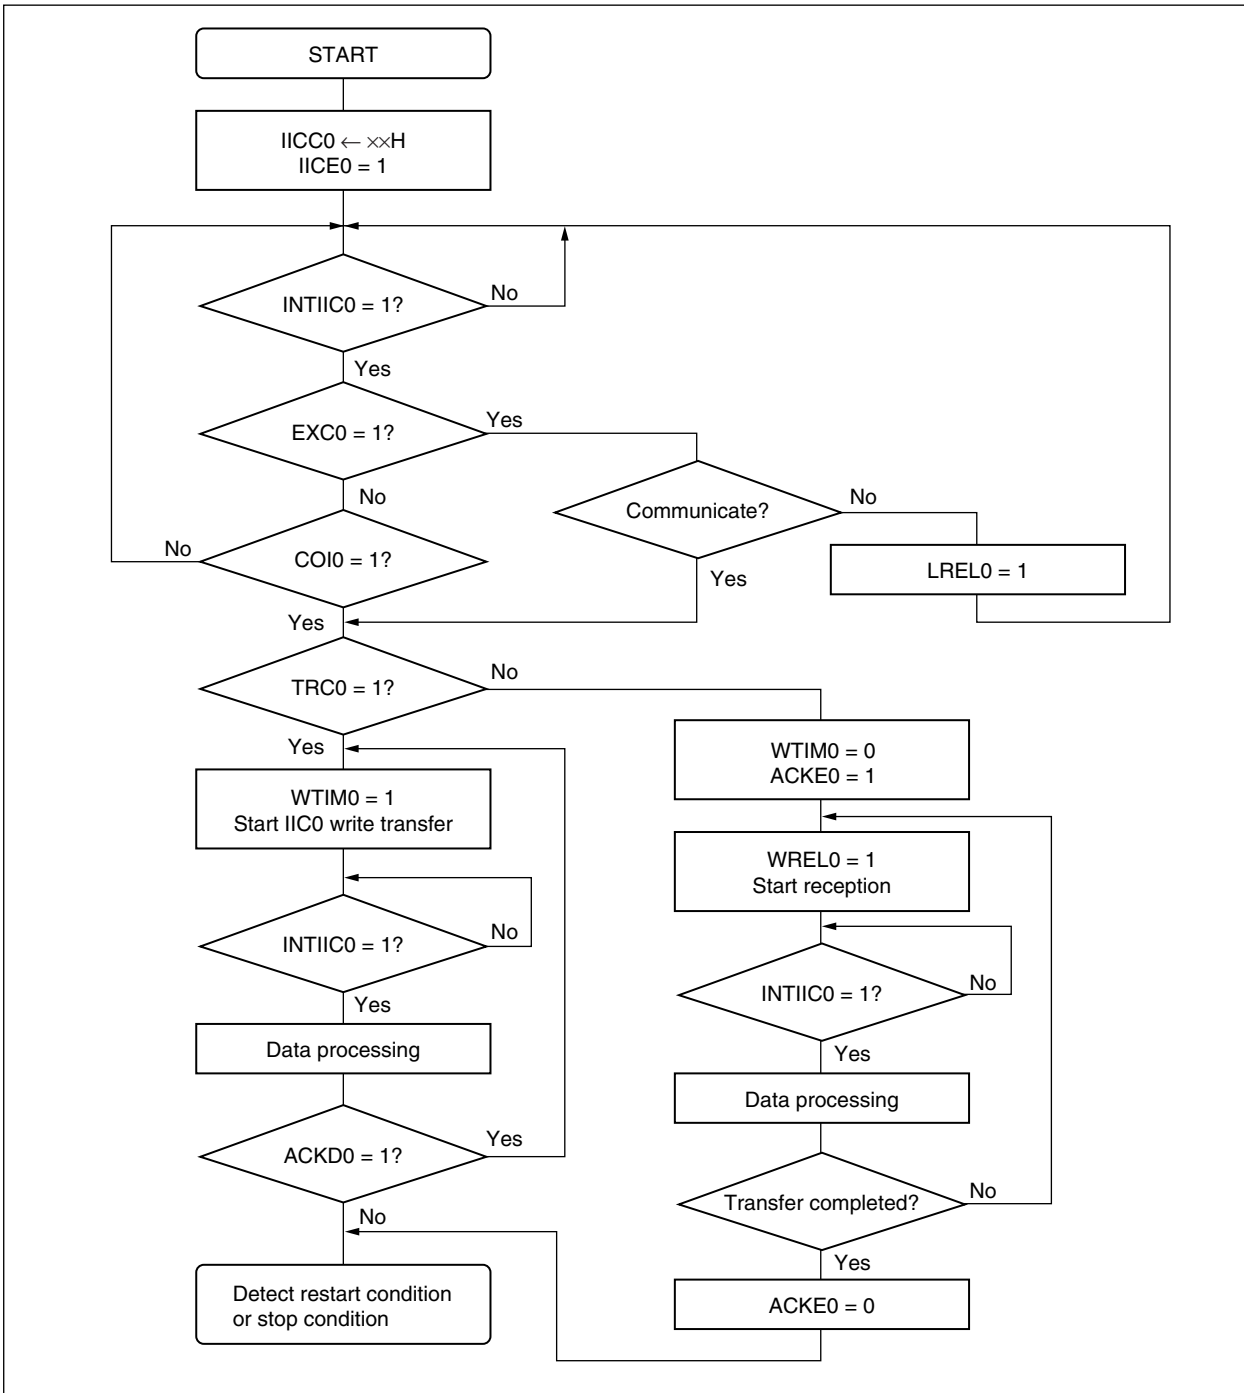 START
IICC0 ← ××H
IICE0 = 1
INTIIC0 = 1?
No
Yes
EXC0 = 1?
Yes
No
Communicate?
No
Yes
LREL0 = 1
COI0 = 1?
No
Yes
TRC0 = 1?
No
Yes
WTIM0 = 1
Start IIC0 write transfer
INTIIC0 = 1?
No
Yes
Data processing
ACKD0 = 1?
Yes
No
Detect restart condition
or stop condition
WTIM0 = 0
ACKE0 = 1
WREL0 = 1
Start reception
INTIIC0 = 1?
No
Yes
Data processing
Transfer completed?
No
Yes
ACKE0 = 0